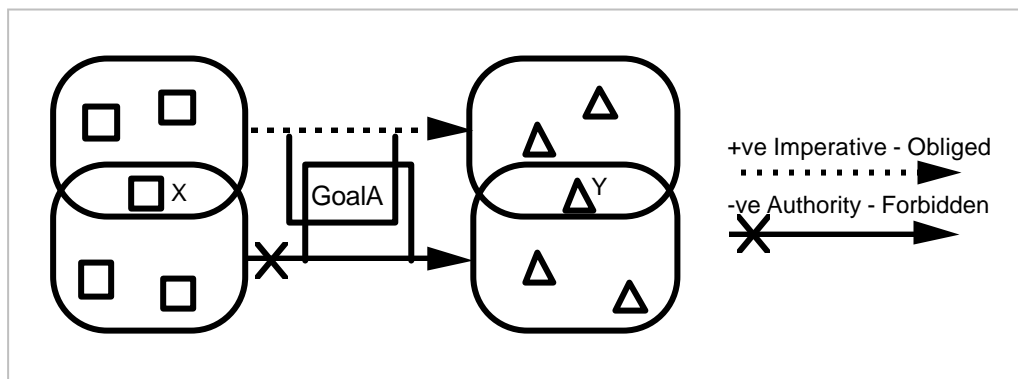 X
GoalA
Y
+ve Imperative - Obliged
-ve Authority - Forbidden